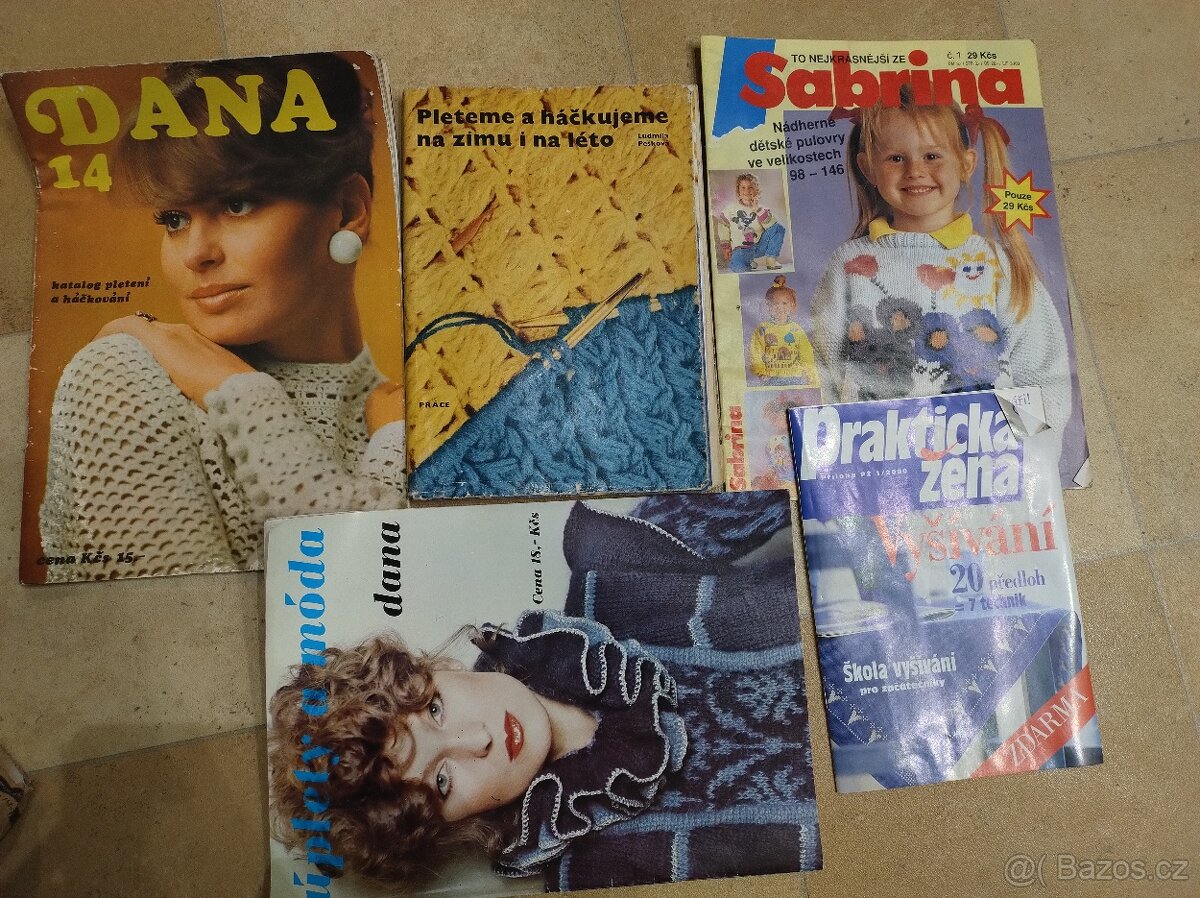 DANA
14
katalog pletení
a háčkování
cena Kčs 15,-
Pleteme a háčkujeme
na zimu i na léto
Ludmila
Pešková
PRÁCE
TO NEJKRÁSNĚJŠÍ ZE
č. 1 29 Kčs
Sabrina
Nádherné
dětské pulovry
ve velikostech
98 – 146
Pouze
29 Kčs
Sabrina
úplety a móda
dana
Cena 18,- Kčs
Praktická
žena
Vyšívání
20 předloh
= 7 technik
Škola vyšívání
pro začátečníky
ZDARMA
@( Bazos.cz